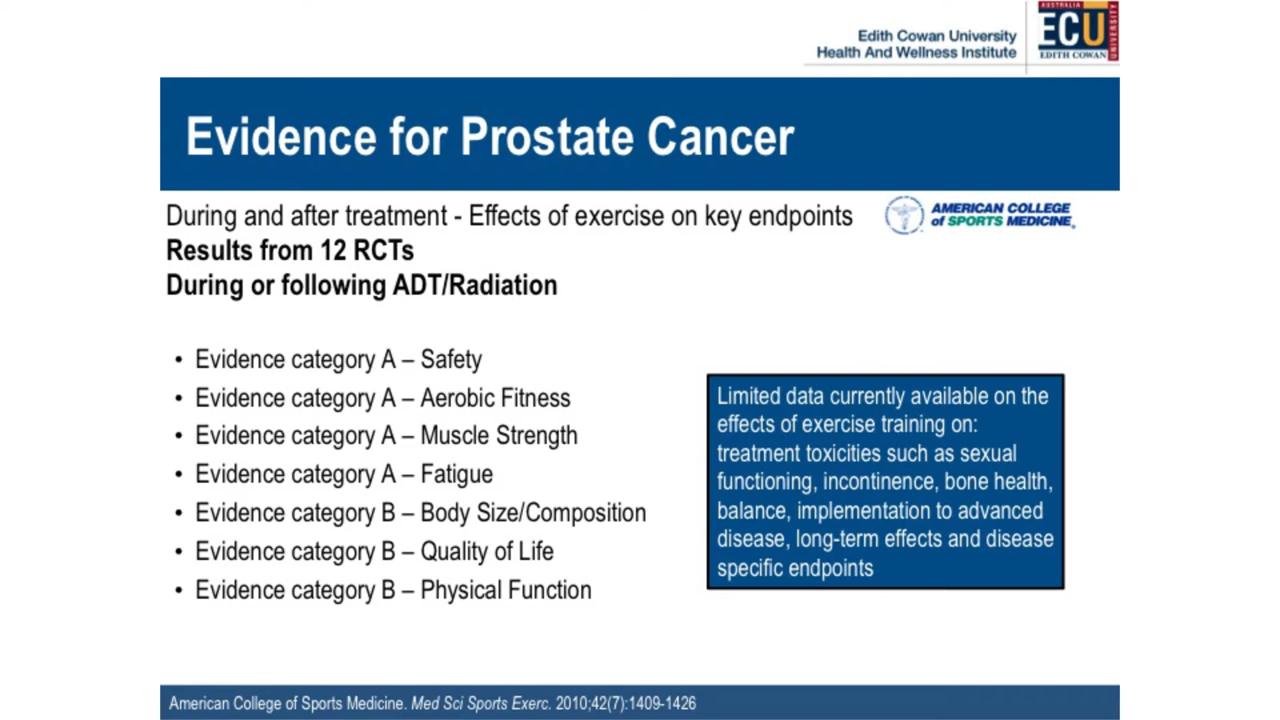 Edith Cowan University
Health And Wellness Institute
AUSTRALIA
ECU
EDITH COWAN
UNIVERSITY
Evidence for Prostate Cancer
During and after treatment - Effects of exercise on key endpoints
AMERICAN COLLEGE
of SPORTS MEDICINE
Results from 12 RCTs
During or following ADT/Radiation
• Evidence category A – Safety
• Evidence category A – Aerobic Fitness
• Evidence category A – Muscle Strength
• Evidence category A – Fatigue
• Evidence category B – Body Size/Composition
• Evidence category B – Quality of Life
• Evidence category B – Physical Function
Limited data currently available on the
effects of exercise training on:
treatment toxicities such as sexual
functioning, incontinence, bone health,
balance, implementation to advanced
disease, long-term effects and disease
specific endpoints
American College of Sports Medicine. Med Sci Sports Exerc. 2010;42(7):1409-1426